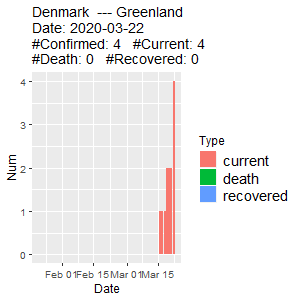 Denmark  --- Greenland
Date: 2020-03-22
#Confirmed: 4   #Current: 4
#Death: 0   #Recovered: 0
4
3
2
1
0
Num
Feb 01 Feb 15 Mar 01 Mar 15
Date
Type
current
death
recovered